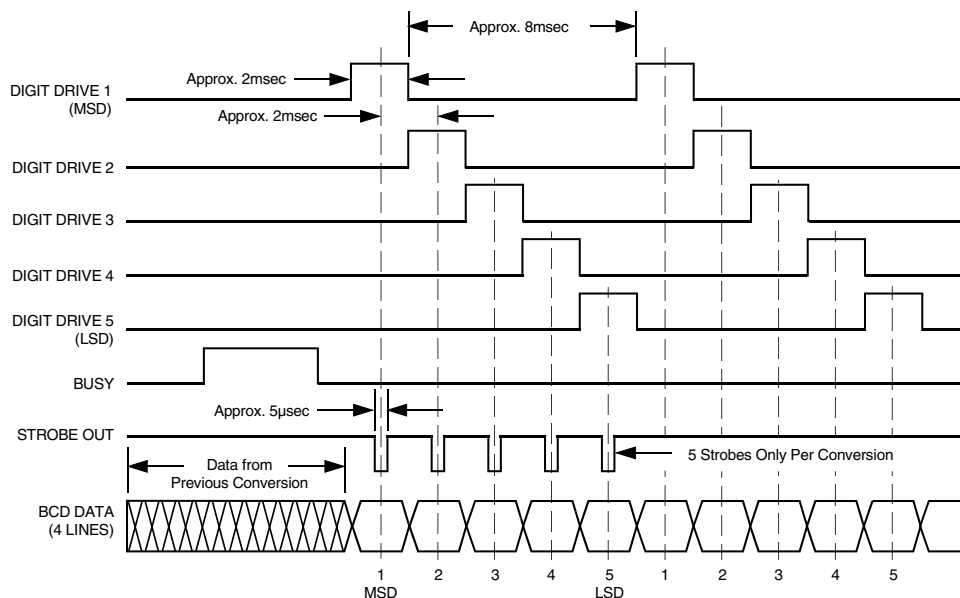 Approx. 8msec
Approx. 2msec
DIGIT DRIVE 1
(MSD)
Approx. 2msec
DIGIT DRIVE 2
DIGIT DRIVE 3
DIGIT DRIVE 4
DIGIT DRIVE 5
(LSD)
BUSY
Approx. 5µsec
STROBE OUT
5 Strobes Only Per Conversion
Data from
Previous Conversion
BCD DATA
(4 LINES)
1 2 3 4 5 1 2 3 4 5
MSD LSD